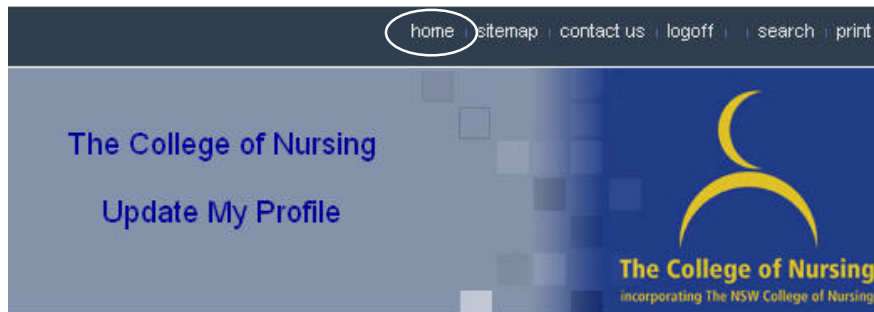 home sitemap contact us logoff search print
The College of Nursing
Update My Profile
The College of Nursing
incorporating The NSW College of Nursing